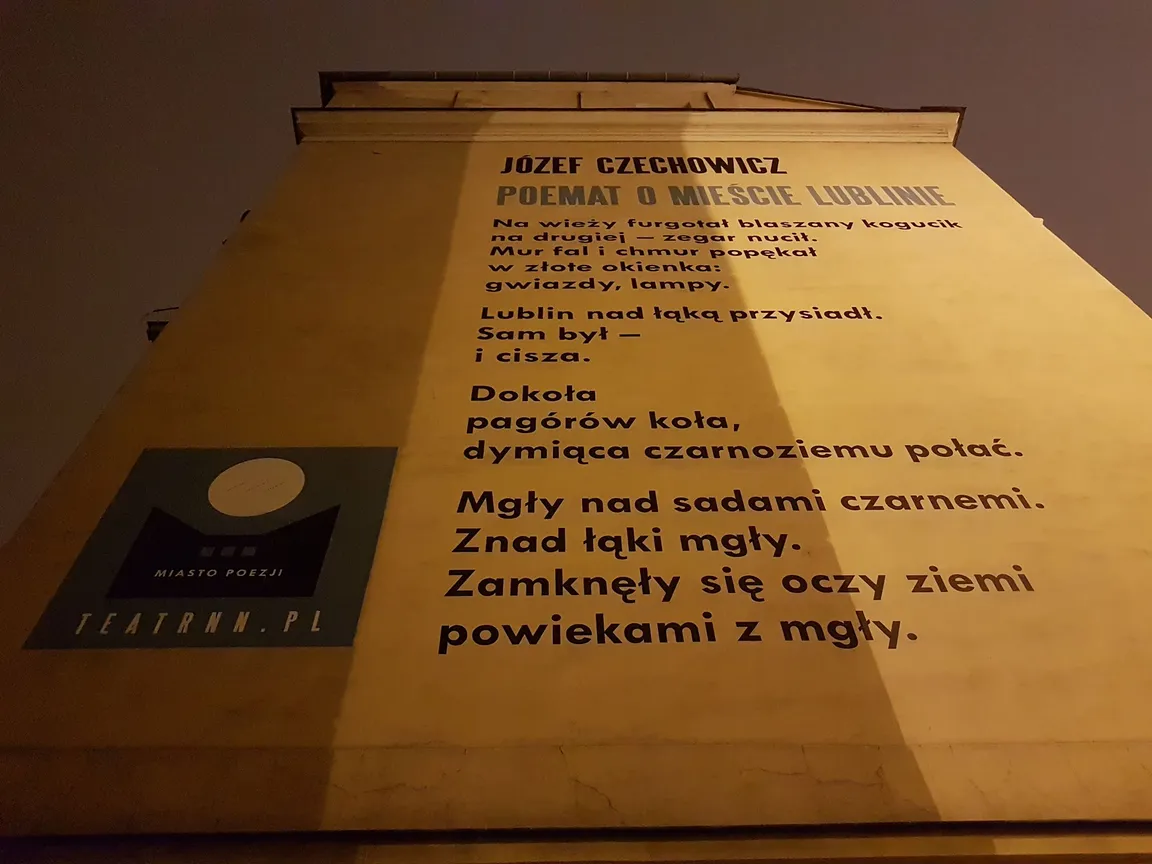 JÓZEF CZECHOWICZ
POEMAT O MIEŚCIE LUBLINIE
Na wieży furgotał blaszany kogucik
na drugiej – zegar nucił.
Mur fal i chmur popękał
w złote okienka:
gwiazdy, lampy.
Lublin nad łąką przysiadł.
Sam był –
i cisza.
Dokoła
pagórów koła,
dymiąca czarnoziemu połać.
Mgły nad sadami czarnemi.
Znad łąki mgły.
Zamknęły się oczy ziemi
powiekami z mgły.
MIASTO POEZJI
TEATRNN.PL